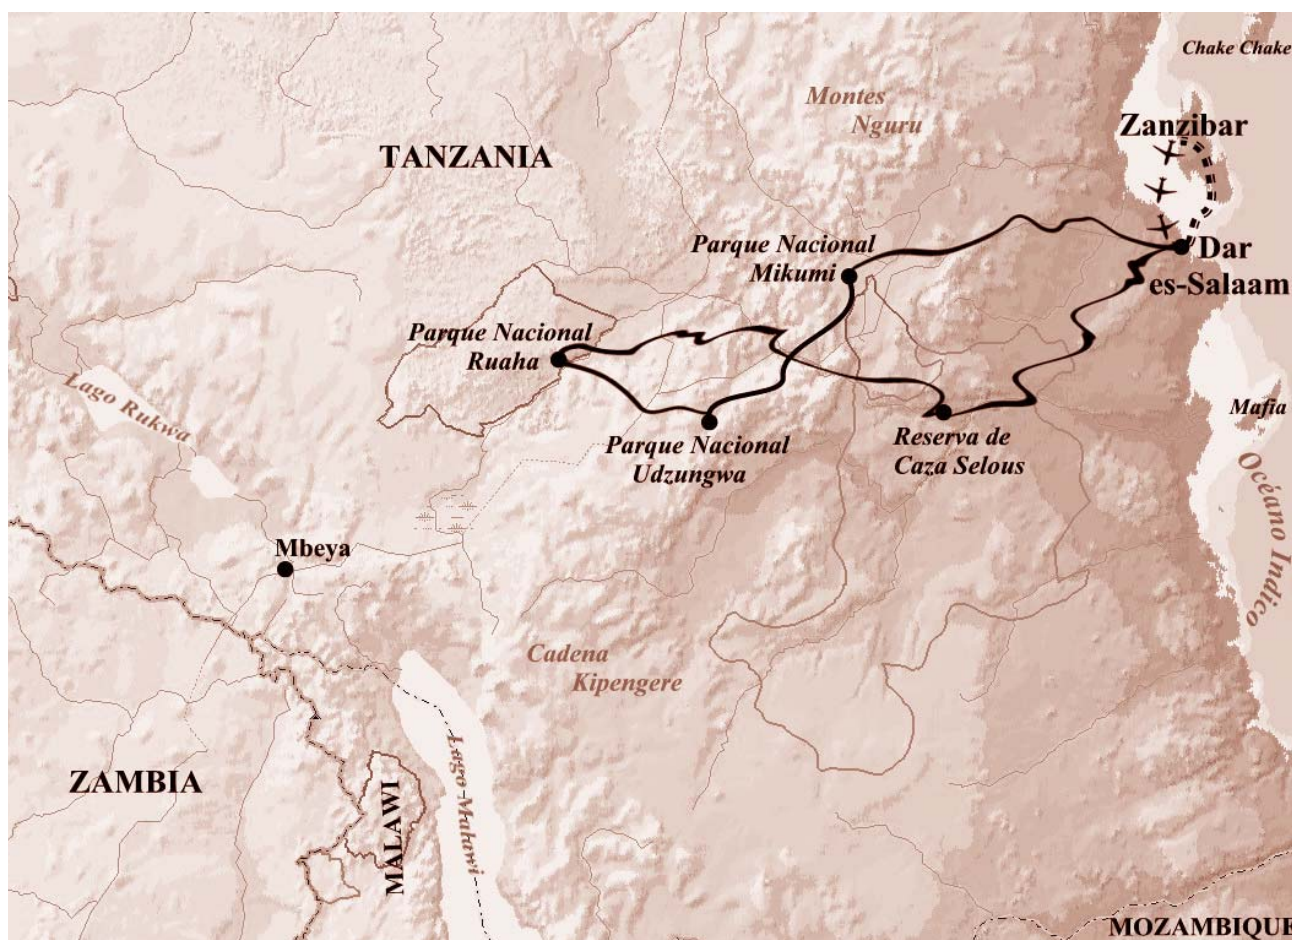 Chake Chake
Montes
Nguru
Zanzibar
TANZANIA
Parque Nacional
Mikumi
Dar
es-Salaam
Parque Nacional
Ruaha
Lago Rukwa
Mafia
Parque Nacional
Udzungwa
Reserva de
Caza Selous
Océano Indico
Mbeya
Cadena
Kipengere
ZAMBIA
MALAWI
Lago Malawi
MOZAMBIQUE